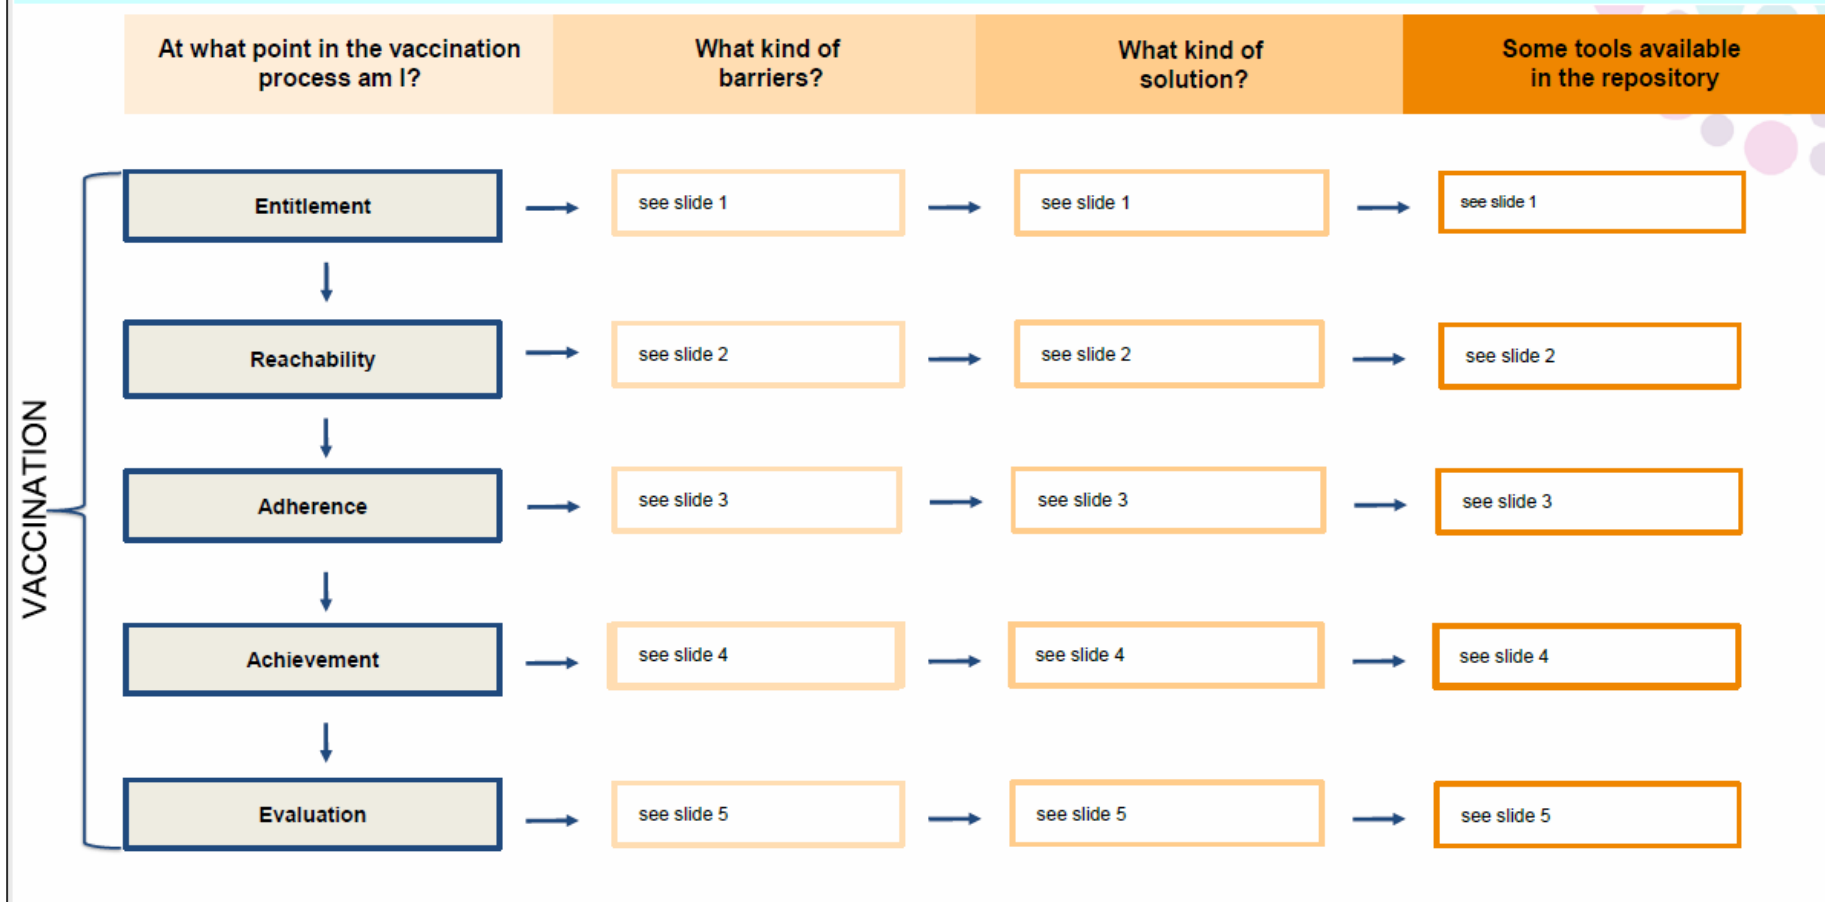 At what point in the vaccination
process am I?
What kind of
barriers?
What kind of
solution?
Some tools available
in the repository
VACCINATION
Entitlement
see slide 1
see slide 1
see slide 1
Reachability
see slide 2
see slide 2
see slide 2
Adherence
see slide 3
see slide 3
see slide 3
Achievement
see slide 4
see slide 4
see slide 4
Evaluation
see slide 5
see slide 5
see slide 5